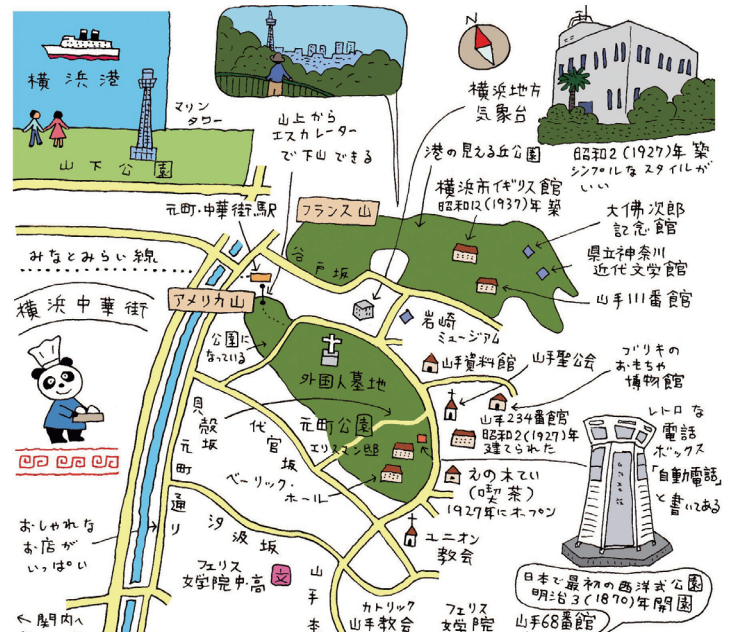 横浜港
マリン
タワー
山下公園
山上から
エスカレーター
で下山できる
N
横浜地方
気象台
昭和2(1927)年築
シンプルなスタイルが
いい
港の見える丘公園
横浜市イギリス館
昭和12(1937)年築
大佛次郎
記念館
県立神奈川
近代文学館
山手111番館
元町・中華街駅
フランス山
みなとみらい線
谷戸坂
アメリカ山
横浜中華街
公園に
なっている
外国人墓地
岩崎
ミュージアム
山手資料館
山手聖公会
ブリキの
おもちゃ
博物館
山手234番館
昭和2(1927)年
建てられた
レトロな
電話
ボックス
「自動電話」
と書いてある
貝殻坂
代官坂
元町公園
エリスマン邸
ベーリック・
ホール
えの木てい
(喫茶)
1927年にオープン
元町通り
汐汲坂
おしゃれな
お店が
いっぱい
ユニオン
教会
フェリス
女学院中・高
文
山手本
カトリック
山手教会
フェリス
女学院
日本で最初の西洋式公園
明治3(1870)年開園
山手68番館
←関内へ